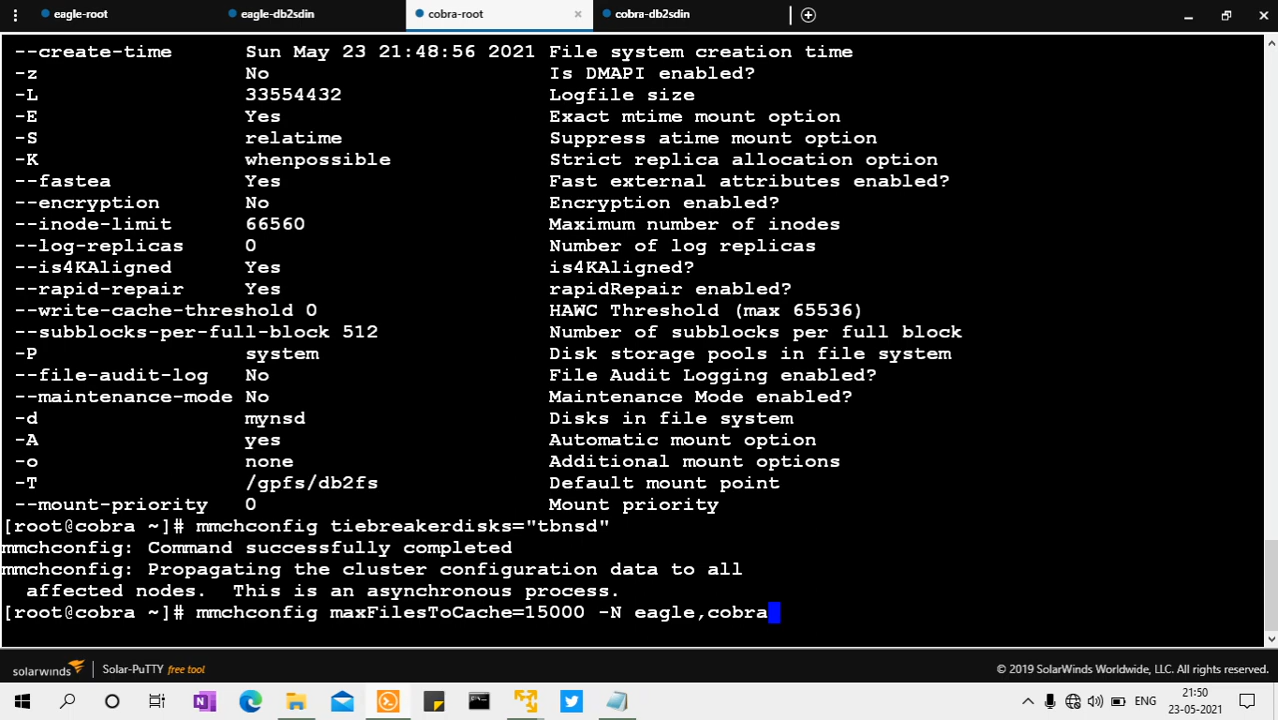 eagle-root eagle-db2sdin cobra-root × cobra-db2sdin
--create-time Sun May 23 21:48:56 2021 File system creation time
-z No Is DMAPI enabled?
-L 33554432 Logfile size
-E Yes Exact mtime mount option
-S relatime Suppress atime mount option
-K whenpossible Strict replica allocation option
--fastea Yes Fast external attributes enabled?
--encryption No Encryption enabled?
--inode-limit 66560 Maximum number of inodes
--log-replicas 0 Number of log replicas
--is4KAligned Yes is4KAligned?
--rapid-repair Yes rapidRepair enabled?
--write-cache-threshold 0 HAWC Threshold (max 65536)
--subblocks-per-full-block 512 Number of subblocks per full block
-P system Disk storage pools in file system
--file-audit-log No File Audit Logging enabled?
--maintenance-mode No Maintenance Mode enabled?
-d mynsd Disks in file system
-A yes Automatic mount option
-o none Additional mount options
-T /gpfs/db2fs Default mount point
--mount-priority 0 Mount priority
[root@cobra ~]# mmchconfig tiebreakerdisks="tbnsd"
mmchconfig: Command successfully completed
mmchconfig: Propagating the cluster configuration data to all
affected nodes. This is an asynchronous process.
[root@cobra ~]# mmchconfig maxFilesToCache=15000 -N eagle,cobra
solarwinds Solar-PuTTY free tool © 2019 SolarWinds Worldwide, LLC. All rights reserved.
ENG 21:50
23-05-2021